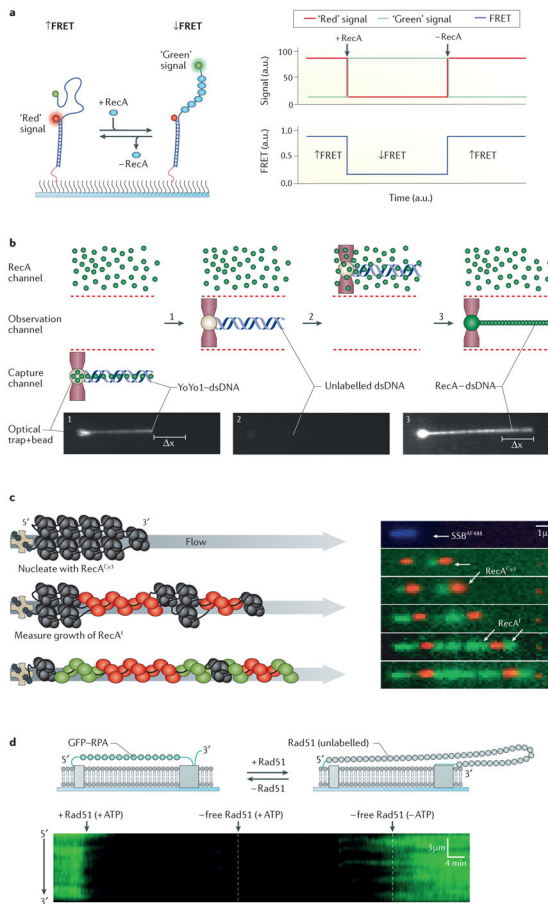 a
↑FRET
↓FRET
'Green' signal
'Red' signal
+RecA
−RecA
'Red' signal
'Green' signal
FRET
+RecA
−RecA
100
50
0
Signal (a.u.)
1.0
0.5
0.0
FRET
↑FRET
↓FRET
↑FRET
Time (a.u.)
b
RecA channel
Observation channel
1
2
3
Capture channel
YoYo1–dsDNA
Unlabelled dsDNA
RecA–dsDNA
Optical trap+bead
1
Δx
2
3
Δx
c
5′
3′
Flow
Nucleate with RecA^Cy3
Measure growth of RecA^f
SSB^AF488
1μ
RecA^Cy3
RecA^f
d
GFP–RPA
5′
3′
+Rad51
−Rad51
Rad51 (unlabelled)
5′
3′
+Rad51 (+ATP)
−free Rad51 (+ATP)
−free Rad51 (−ATP)
5′
3′
3μm
4 min